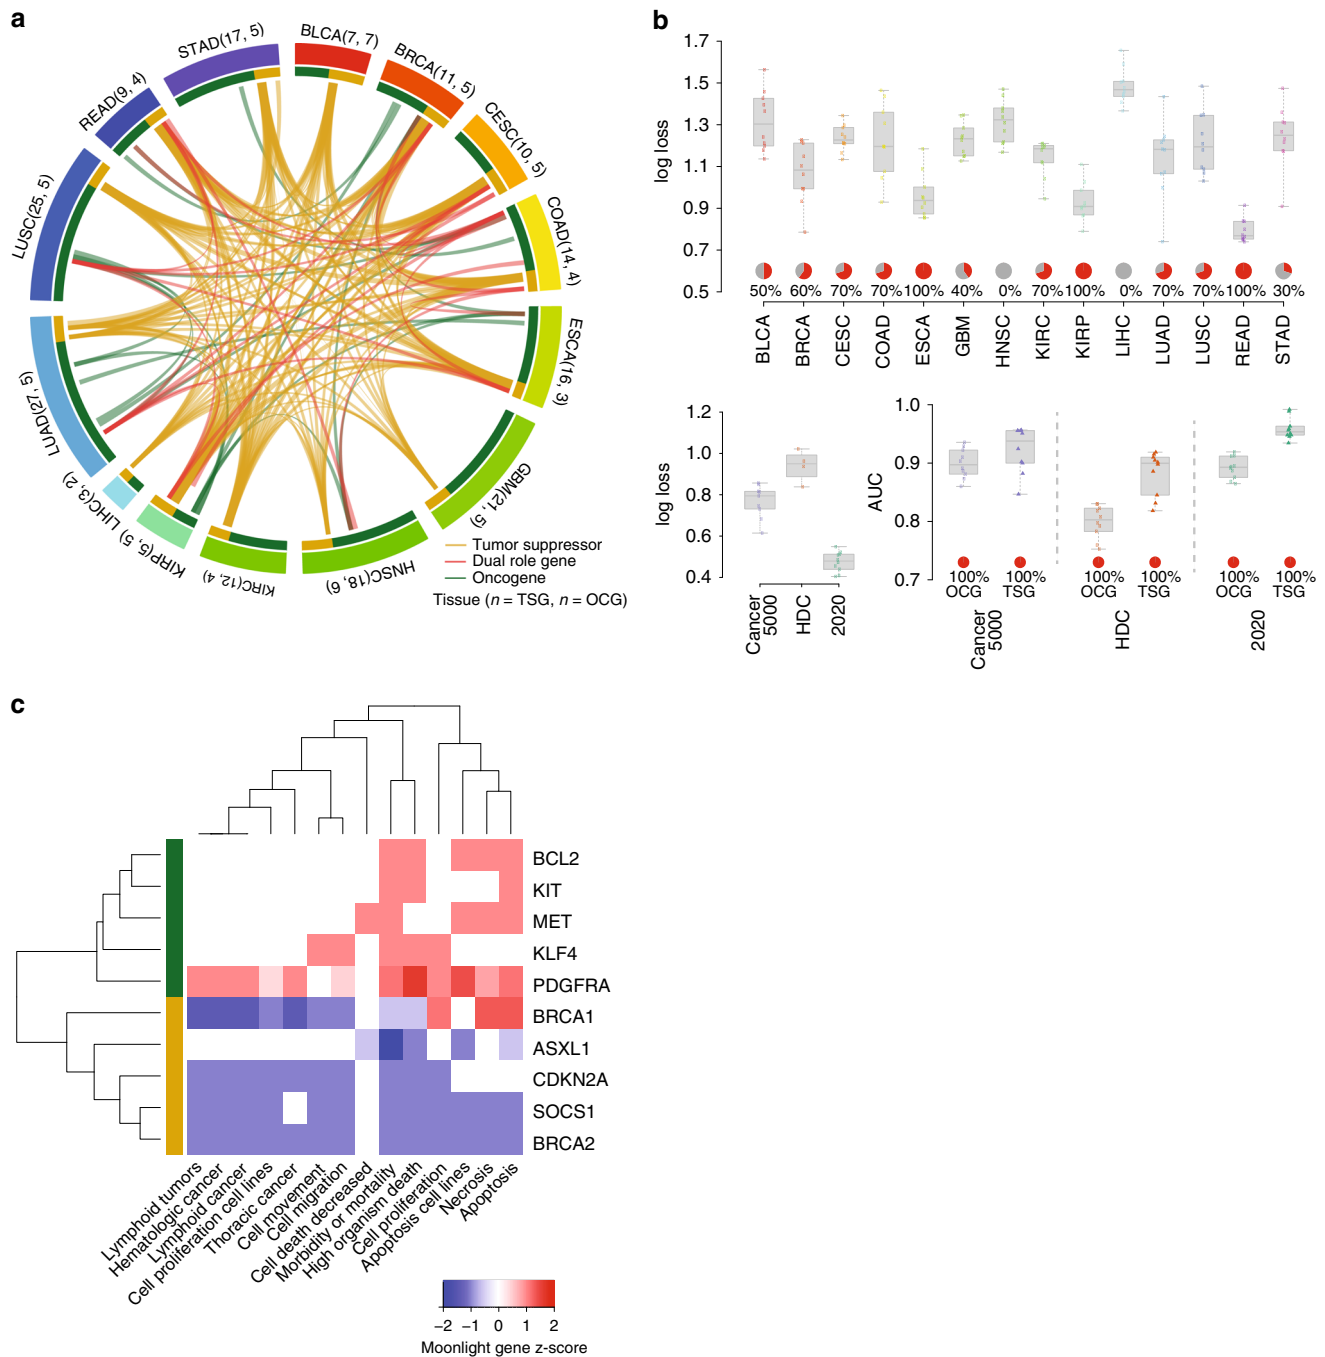 a
STAD(17, 5)
BLCA(7, 7)
BRCA(11, 5)
CESC(10, 5)
COAD(14, 4)
ESCA(16, 3)
GBM(21, 5)
HNSC(18, 6)
KIRC(12, 4)
KIRP(5, 5)
LIHC(3, 2)
LUAD(27, 5)
LUSC(25, 5)
READ(9, 4)
Tumor suppressor
Dual role gene
Oncogene
Tissue (n = TSG, n = OCG)
b
log loss
1.7
1.5
1.3
1.1
0.9
0.7
0.5
50% 60% 70% 70% 100% 40% 0% 70% 100% 0% 70% 70% 100% 30%
BLCA BRCA CESC COAD ESCA GBM HNSC KIRC KIRP LIHC LUAD LUSC READ STAD
log loss
1.2
1.0
0.8
0.6
0.4
Cancer
5000
HDC
2020
AUC
1.0
0.9
0.8
0.7
100% 100% 100% 100% 100% 100%
OCG TSG OCG TSG OCG TSG
Cancer
5000
HDC
2020
c
BCL2
KIT
MET
KLF4
PDGFRA
BRCA1
ASXL1
CDKN2A
SOCS1
BRCA2
Lymphoid tumors
Hematologic cancer
Lymphoid cancer
Cell proliferation cell lines
Thoracic cancer
Cell movement
Cell migration
Cell death decreased
Morbidity or mortality
High organism death
Cell proliferation
Apoptosis cell lines
Necrosis
Apoptosis
−2 −1 0 1 2
Moonlight gene z-score